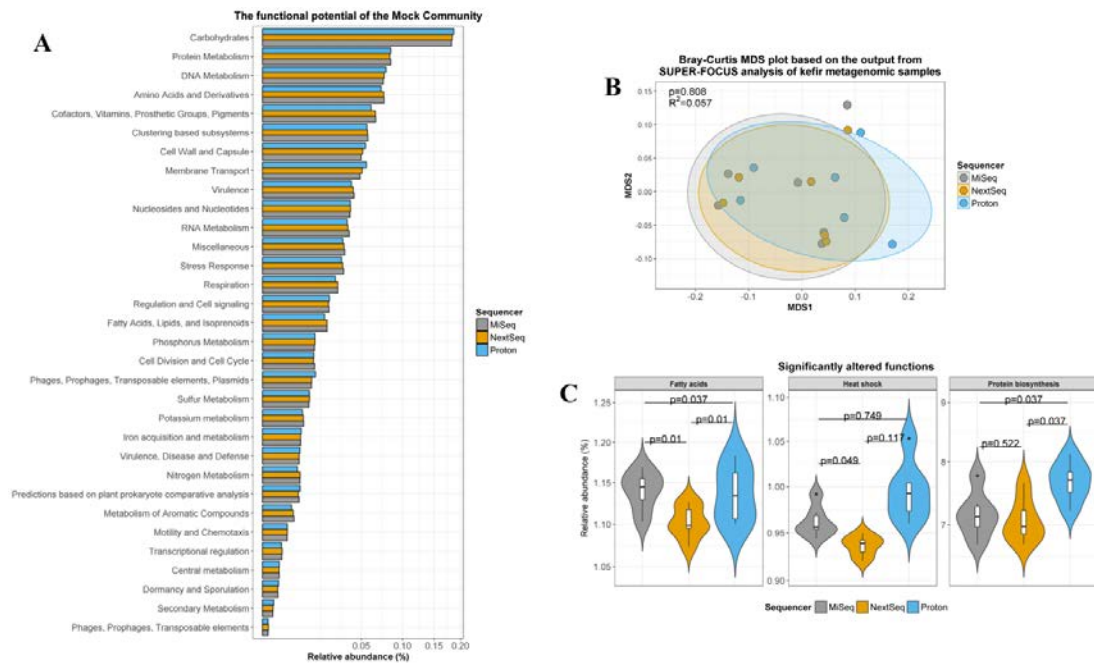 The functional potential of the Mock Community
A
Carbohydrates
Protein Metabolism
DNA Metabolism
Amino Acids and Derivatives
Cofactors, Vitamins, Prosthetic Groups, Pigments
Clustering based subsystems
Cell Wall and Capsule
Membrane Transport
Virulence
Nucleosides and Nucleotides
RNA Metabolism
Miscellaneous
Stress Response
Respiration
Regulation and Cell signaling
Fatty Acids, Lipids, and Isoprenoids
Phosphorus Metabolism
Cell Division and Cell Cycle
Phages, Prophages, Transposable elements, Plasmids
Sulfur Metabolism
Potassium metabolism
Iron acquisition and metabolism
Virulence, Disease and Defense
Nitrogen Metabolism
Predictions based on plant prokaryote comparative analysis
Metabolism of Aromatic Compounds
Motility and Chemotaxis
Transcriptional regulation
Central metabolism
Dormancy and Sporulation
Secondary Metabolism
Phages, Prophages, Transposable elements
0.05 0.10 0.15 0.20
Relative abundance (%)
Sequencer
MiSeq
NextSeq
Proton
B
Bray-Curtis MDS plot based on the output from
SUPER-FOCUS analysis of kefir metagenomic samples
p=0.808
R²=0.057
0.15
0.10
0.05
0.00
-0.05
-0.10
MDS2
-0.2 -0.1 0.0 0.1 0.2
MDS1
Sequencer
MiSeq
NextSeq
Proton
C
Significantly altered functions
Fatty acids
p=0.037
p=0.01
p=0.01
1.25
1.20
1.15
1.10
1.05
Relative abundance (%)
Heat shock
p=0.749
p=0.117
p=0.049
1.05
1.00
0.95
0.90
Protein biosynthesis
p=0.037
p=0.037
p=0.522
9
8
7
Sequencer MiSeq NextSeq Proton